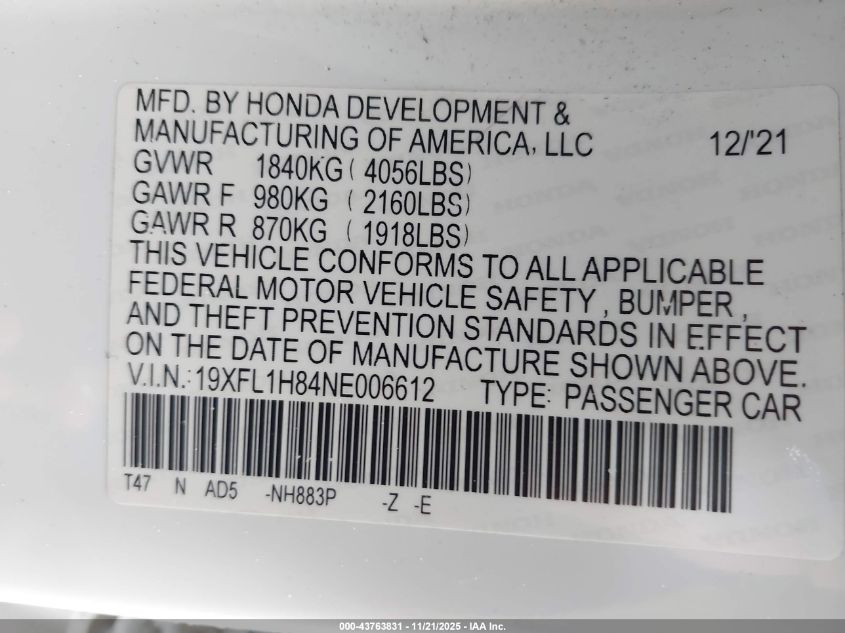 MFD. BY HONDA DEVELOPMENT &
MANUFACTURING OF AMERICA, LLC 12/'21
GVWR 1840KG ( 4056LBS)
GAWR F 980KG ( 2160LBS)
GAWR R 870KG ( 1918LBS)
THIS VEHICLE CONFORMS TO ALL APPLICABLE
FEDERAL MOTOR VEHICLE SAFETY , BUMPER ,
AND THEFT PREVENTION STANDARDS IN EFFECT
ON THE DATE OF MANUFACTURE SHOWN ABOVE.
V.I.N.: 19XFL1H84NE006612 TYPE: PASSENGER CAR
T47 N AD5 -NH883P -Z -E
000-43763831 - 11/21/2025 - IAA Inc.